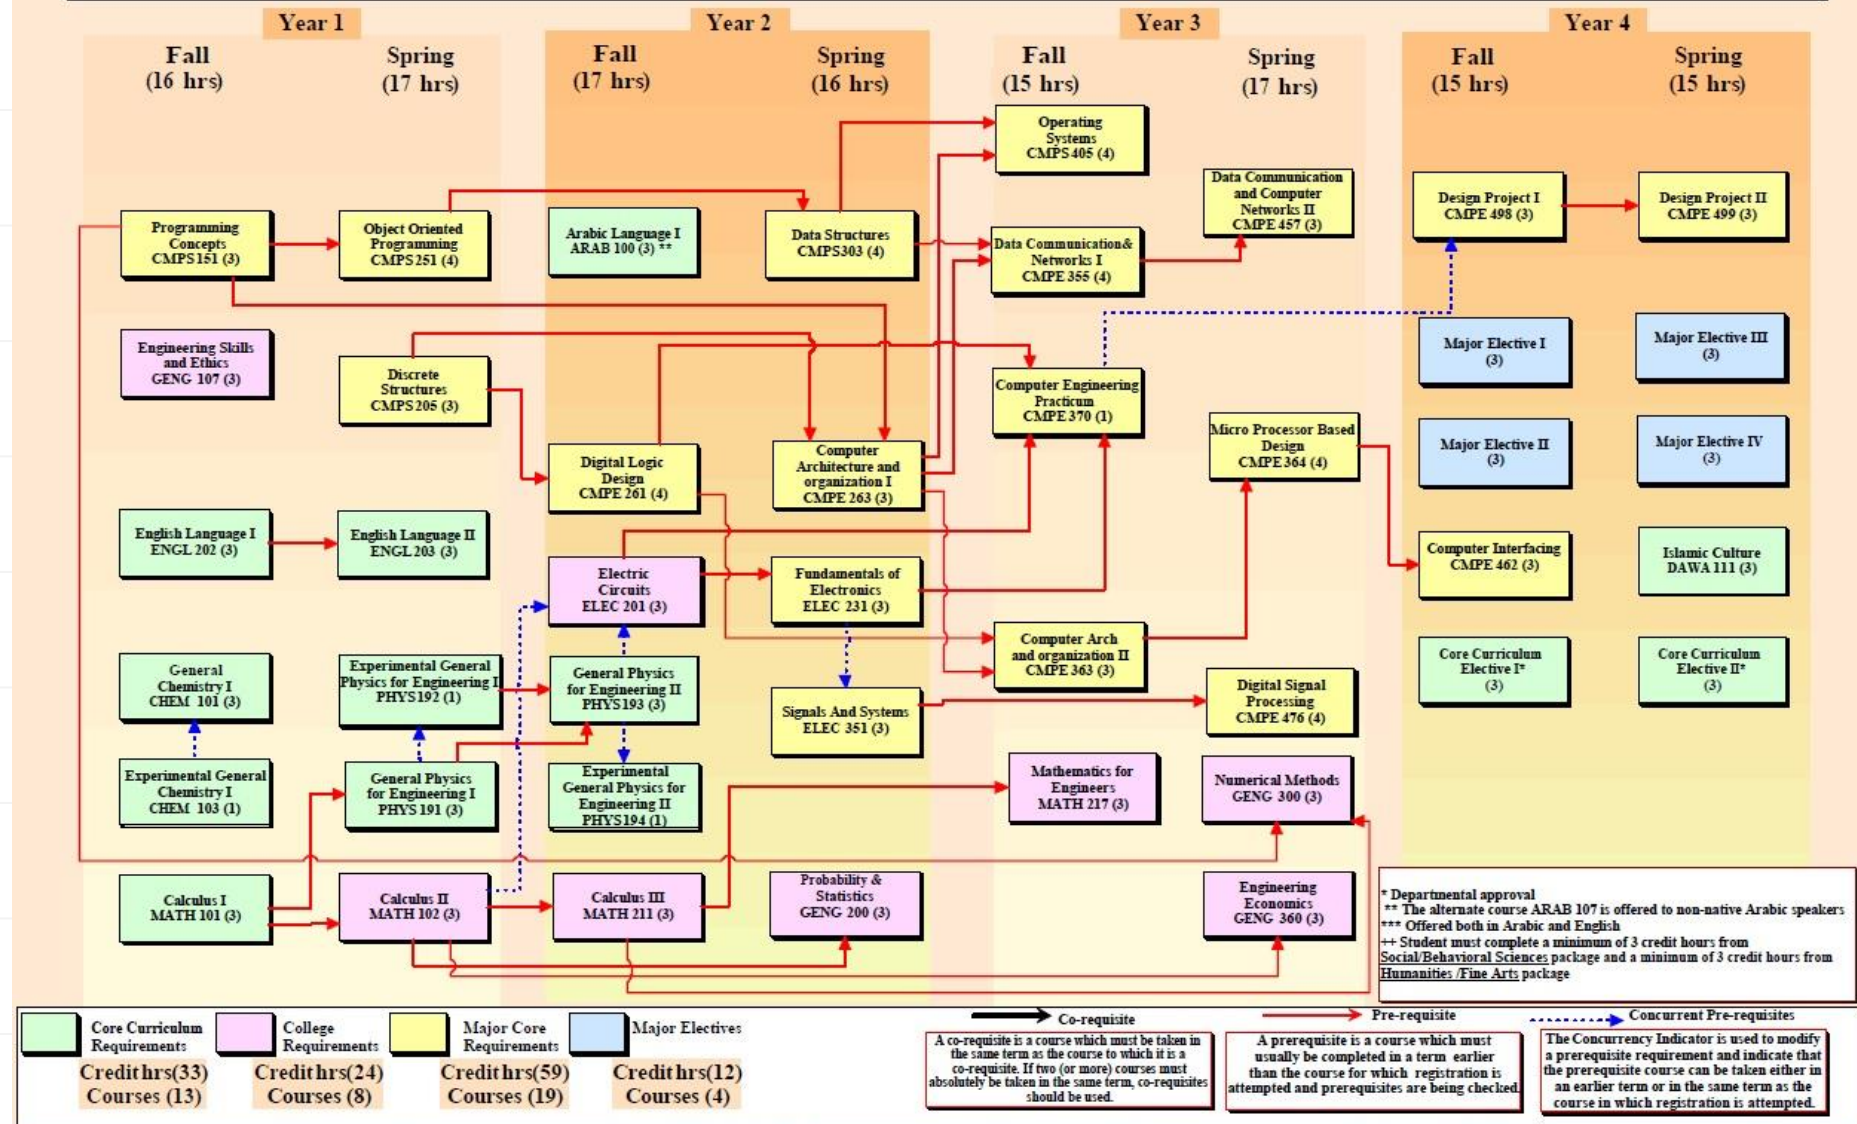 Year 1
Year 2
Year 3
Year 4
Fall
(16 hrs)
Spring
(17 hrs)
Fall
(17 hrs)
Spring
(16 hrs)
Fall
(15 hrs)
Spring
(17 hrs)
Fall
(15 hrs)
Spring
(15 hrs)
Programming
Concepts
CMPS 151 (3)
Engineering Skills
and Ethics
GENG 107 (3)
English Language I
ENGL 202 (3)
General
Chemistry I
CHEM 101 (3)
Experimental General
Chemistry I
CHEM 103 (1)
Calculus I
MATH 101 (3)
Object Oriented
Programming
CMPS 251 (4)
Discrete
Structures
CMPS 205 (3)
English Language II
ENGL 203 (3)
Experimental General
Physics for Engineering I
PHYS 192 (1)
General Physics
for Engineering I
PHYS 191 (3)
Calculus II
MATH 102 (3)
Arabic Language I
ARAB 100 (3) **
Digital Logic
Design
CMPE 261 (4)
Electric
Circuits
ELEC 201 (3)
General Physics
for Engineering II
PHYS 193 (3)
Experimental
General Physics for
Engineering II
PHYS 194 (1)
Calculus III
MATH 211 (3)
Data Structures
CMPS303 (4)
Computer
Architecture and
organization I
CMPE 263 (3)
Fundamentals of
Electronics
ELEC 231 (3)
Signals And Systems
ELEC 351 (3)
Probability &
Statistics
GENG 200 (3)
Operating
Systems
CMPS 405 (4)
Data Communication&
Networks I
CMPE 355 (4)
Computer Engineering
Practicum
CMPE 370 (1)
Computer Arch
and organization II
CMPE 363 (3)
Mathematics for
Engineers
MATH 217 (3)
Data Communication
and Computer
Networks II
CMPE 457 (3)
Micro Processor Based
Design
CMPE 364 (4)
Digital Signal
Processing
CMPE 476 (4)
Numerical Methods
GENG 300 (3)
Engineering
Economics
GENG 360 (3)
Design Project I
CMPE 498 (3)
Major Elective I
(3)
Major Elective II
(3)
Computer Interfacing
CMPE 462 (3)
Core Curriculum
Elective I*
(3)
Design Project II
CMPE 499 (3)
Major Elective III
(3)
Major Elective IV
(3)
Islamic Culture
DAWA 111 (3)
Core Curriculum
Elective II*
(3)
* Departmental approval
** The alternate course ARAB 107 is offered to non-native Arabic speakers
*** Offered both in Arabic and English
++ Student must complete a minimum of 3 credit hours from
Social/Behavioral Sciences package and a minimum of 3 credit hours from
Humanities /Fine Arts package
Core Curriculum
Requirements
Credit hrs(33)
Courses (13)
College
Requirements
Credit hrs(24)
Courses (8)
Major Core
Requirements
Credit hrs(59)
Courses (19)
Major Electives
Credit hrs(12)
Courses (4)
Co-requisite
A co-requisite is a course which must be taken in
the same term as the course to which it is a
co-requisite. If two (or more) courses must
absolutely be taken in the same term, co-requisites
should be used.
Pre-requisite
A prerequisite is a course which must
usually be completed in a term earlier
than the course for which registration is
attempted and prerequisites are being checked.
Concurrent Pre-requisites
The Concurrency Indicator is used to modify
a prerequisite requirement and indicate that
the prerequisite course can be taken either in
an earlier term or in the same term as the
course in which registration is attempted.